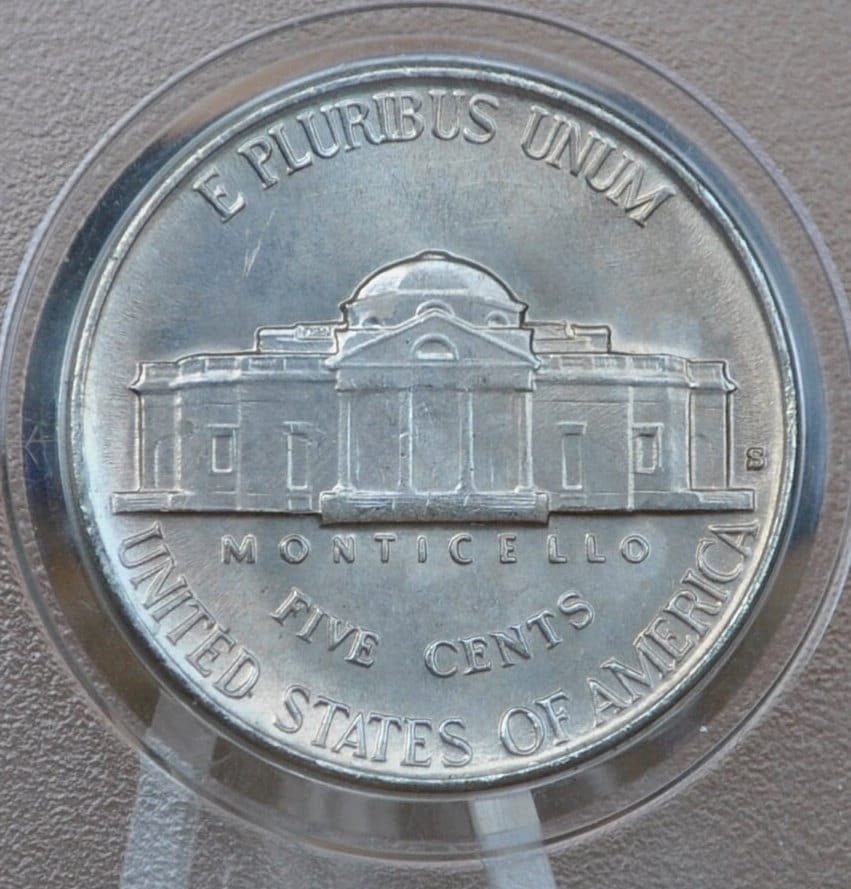 E PLURIBUS UNUM
S
MONTICELLO
FIVE CENTS
UNITED STATES OF AMERICA